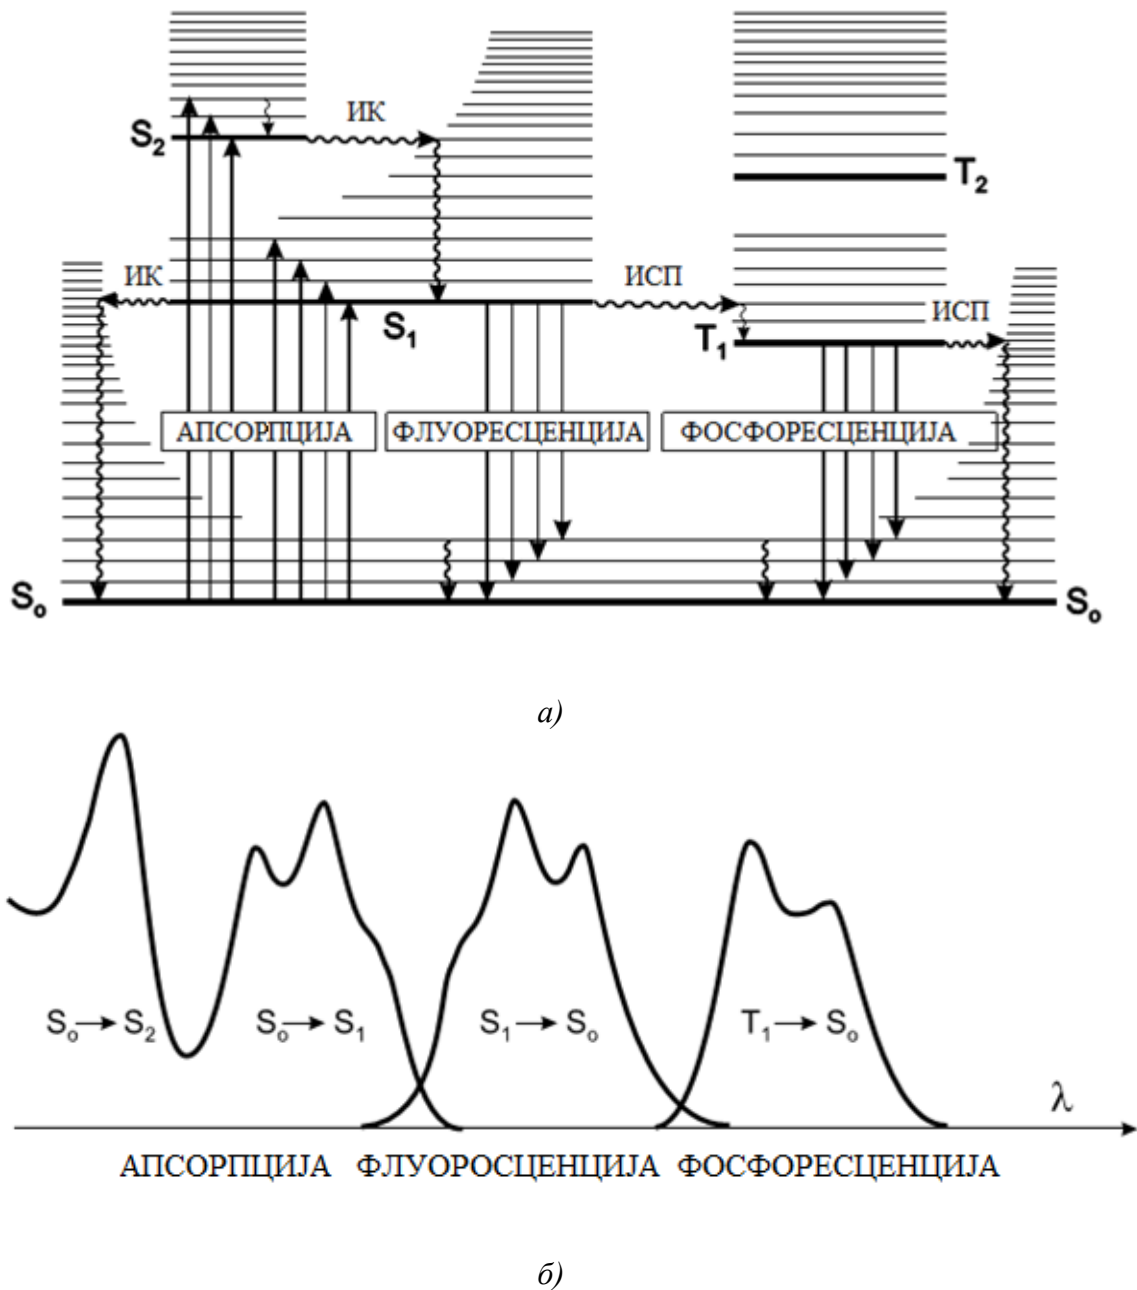 ИК
S₂
T₂
ИК
ИСП
ИСП
S₁
T₁
АПСОРПЦИЈА
ФЛУОРЕСЦЕНЦИЈА
ФОСФОРЕСЦЕНЦИЈА
Sₒ
Sₒ
а)
Sₒ→S₂
Sₒ→S₁
S₁→Sₒ
T₁→Sₒ
λ
АПСОРПЦИЈА ФЛУОРОСЦЕНЦИЈА ФОСФОРЕСЦЕНЦИЈА
б)